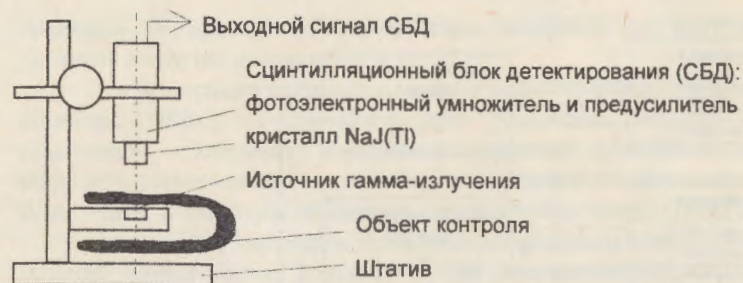 Выходной сигнал СБД
Сцинтилляционный блок детектирования (СБД):
фотоэлектронный умножитель и предусилитель
кристалл NaJ(Tl)
Источник гамма-излучения
Объект контроля
Штатив